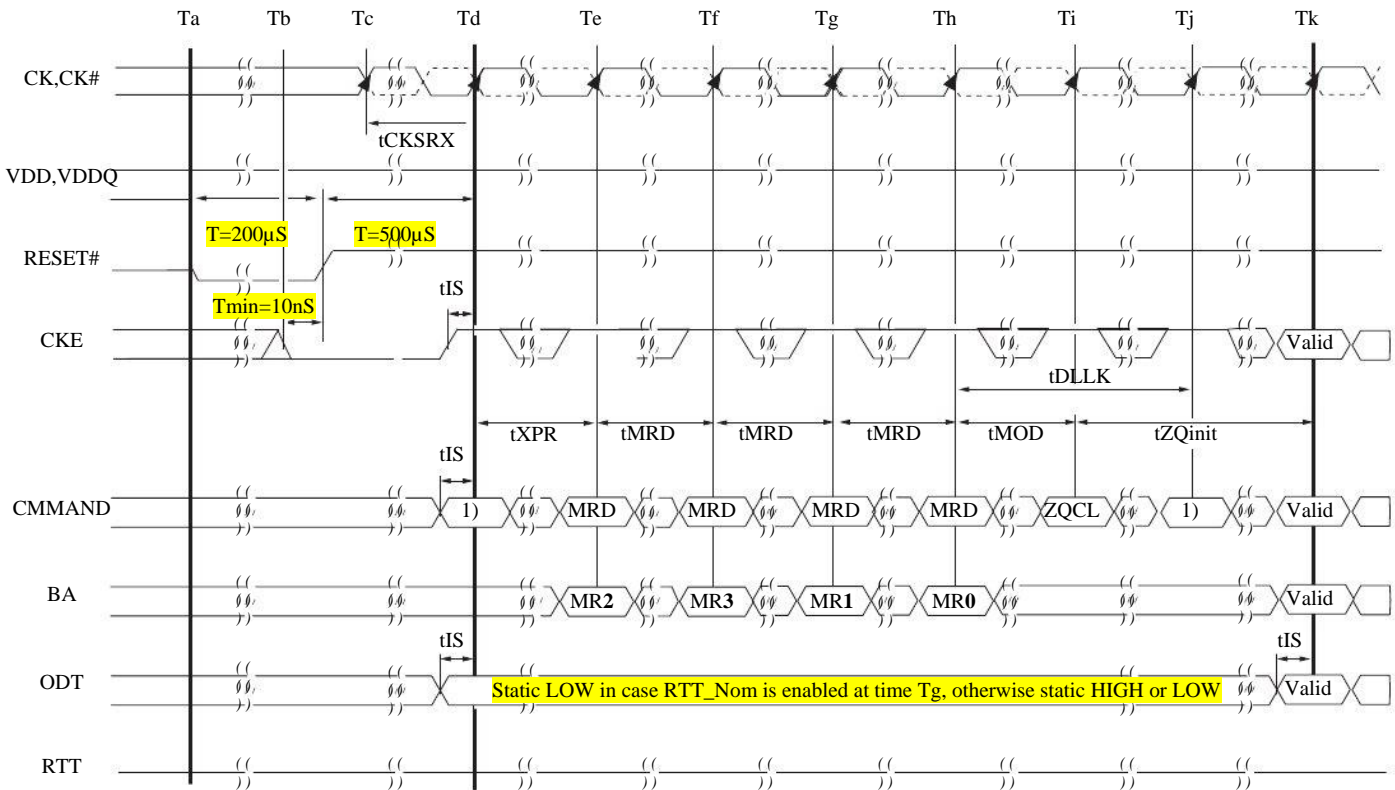 Ta Tb Tc Td Te Tf Tg Th Ti Tj Tk
CK,CK#
tCKSRX
VDD,VDDQ
T=200µS T=500µS
RESET#
Tmin=10nS tIS
CKE Valid
tDLLK
tXPR tMRD tMRD tMRD tMOD tZQinit
tIS
CMMAND 1) MRD MRD MRD MRD ZQCL 1) Valid
BA MR2 MR3 MR1 MR0 Valid
tIS tIS
ODT Static LOW in case RTT_Nom is enabled at time Tg, otherwise static HIGH or LOW Valid
RTT